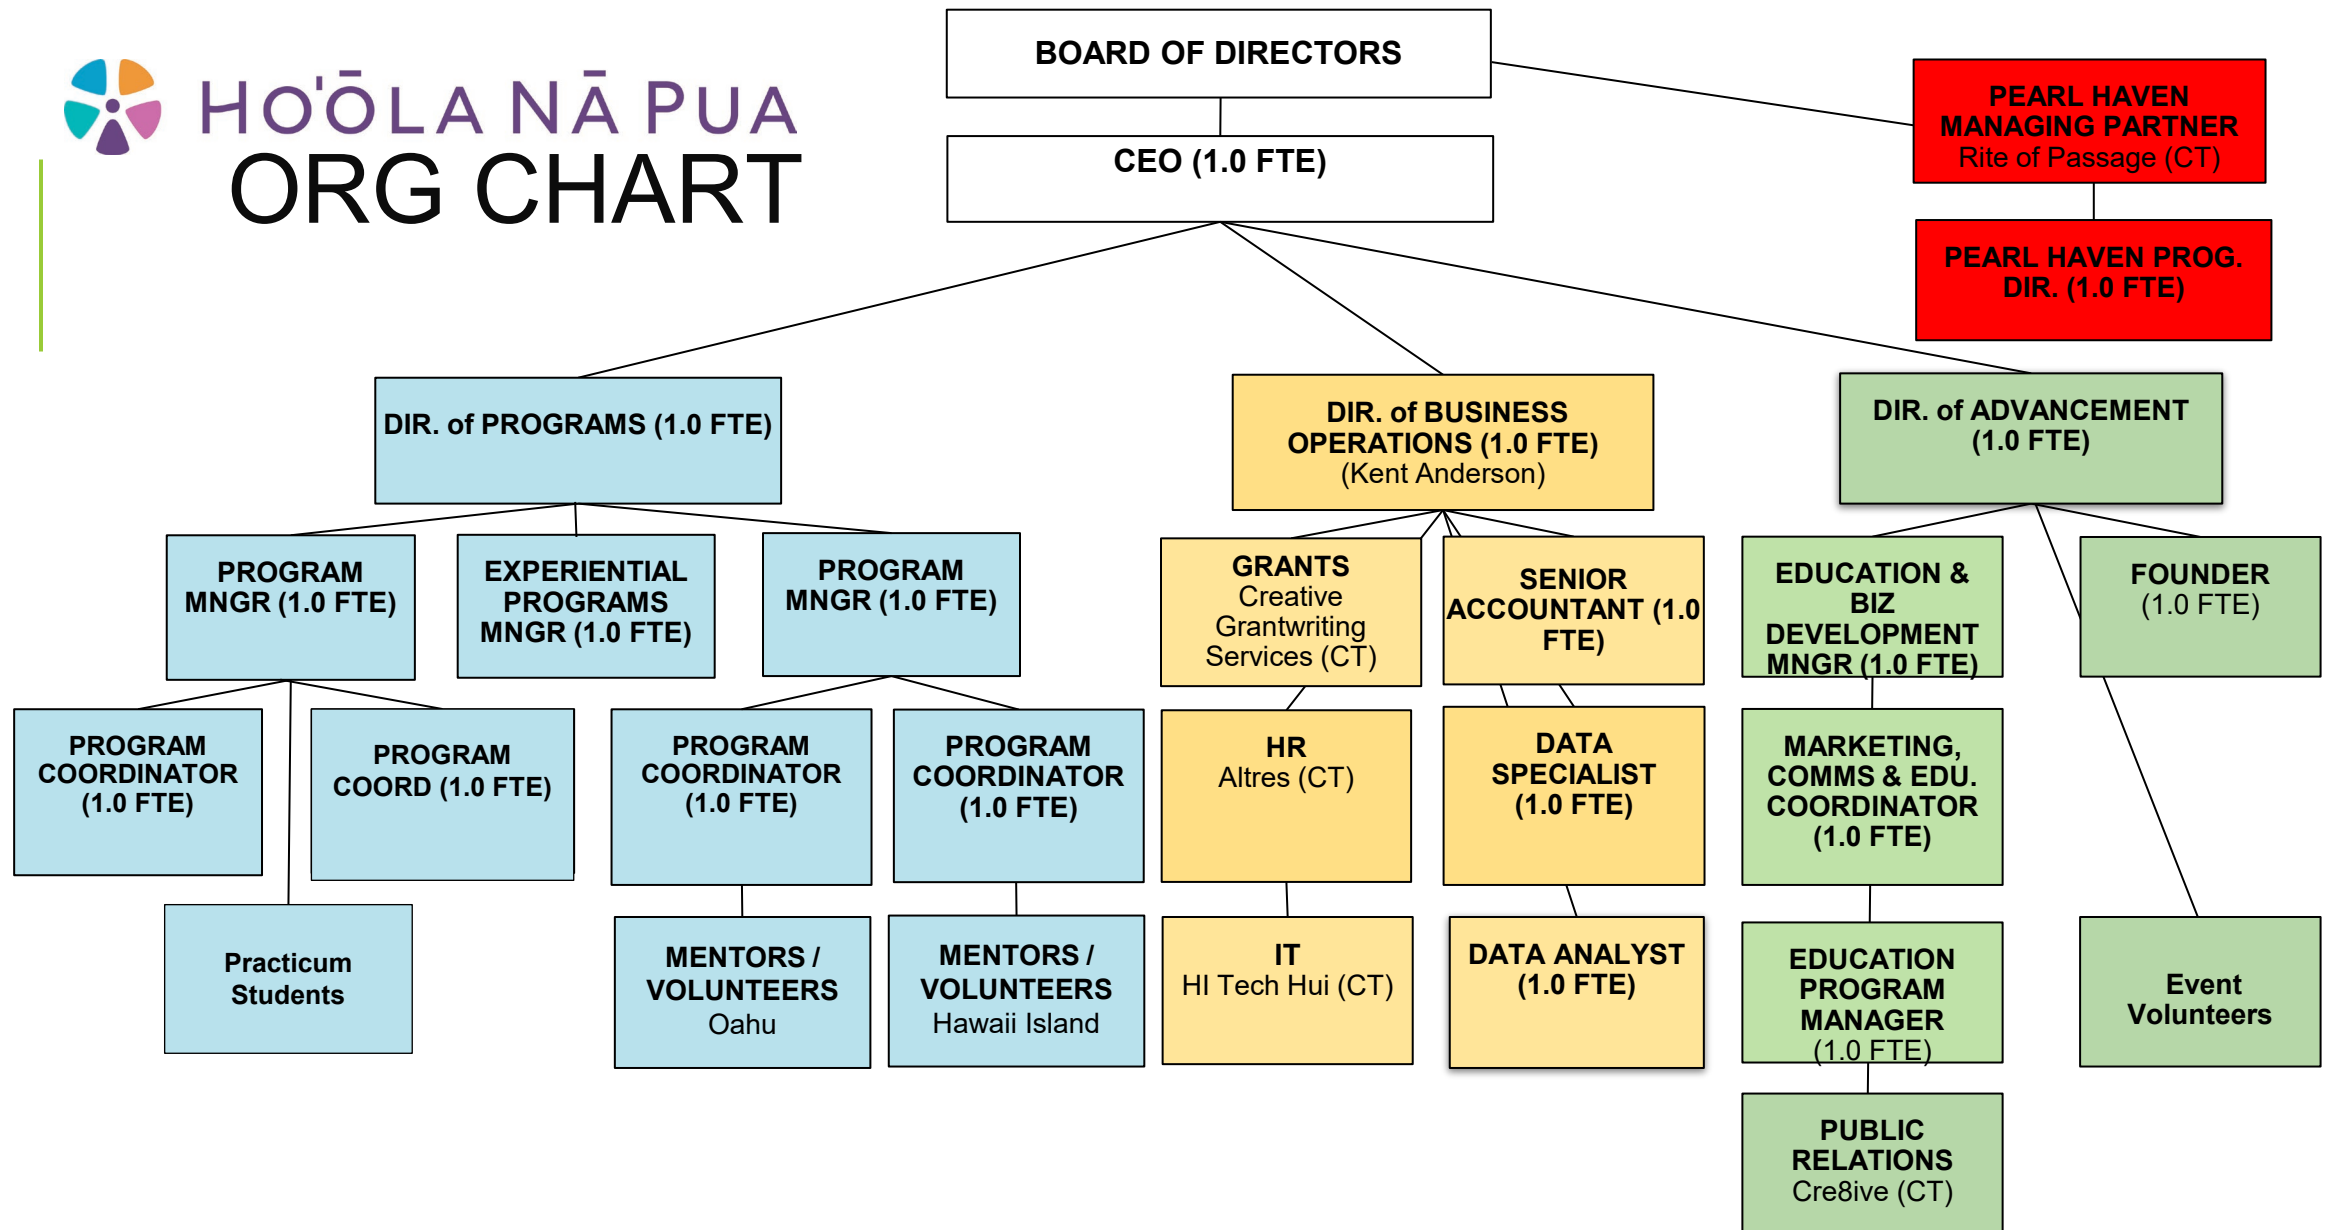 HO'ŌLA NĀ PUA
ORG CHART
BOARD OF DIRECTORS
CEO (1.0 FTE)
PEARL HAVEN
MANAGING PARTNER
Rite of Passage (CT)
PEARL HAVEN PROG.
DIR. (1.0 FTE)
DIR. of PROGRAMS (1.0 FTE)
DIR. of BUSINESS
OPERATIONS (1.0 FTE)
(Kent Anderson)
DIR. of ADVANCEMENT
(1.0 FTE)
PROGRAM
MNGR (1.0 FTE)
EXPERIENTIAL
PROGRAMS
MNGR (1.0 FTE)
PROGRAM
MNGR (1.0 FTE)
GRANTS
Creative
Grantwriting
Services (CT)
SENIOR
ACCOUNTANT (1.0
FTE)
EDUCATION &
BIZ
DEVELOPMENT
MNGR (1.0 FTE)
FOUNDER
(1.0 FTE)
PROGRAM
COORDINATOR
(1.0 FTE)
PROGRAM
COORD (1.0 FTE)
PROGRAM
COORDINATOR
(1.0 FTE)
PROGRAM
COORDINATOR
(1.0 FTE)
HR
Altres (CT)
DATA
SPECIALIST
(1.0 FTE)
MARKETING,
COMMS & EDU.
COORDINATOR
(1.0 FTE)
Practicum
Students
MENTORS /
VOLUNTEERS
Oahu
MENTORS /
VOLUNTEERS
Hawaii Island
IT
HI Tech Hui (CT)
DATA ANALYST
(1.0 FTE)
EDUCATION
PROGRAM
MANAGER
(1.0 FTE)
Event
Volunteers
PUBLIC
RELATIONS
Cre8ive (CT)